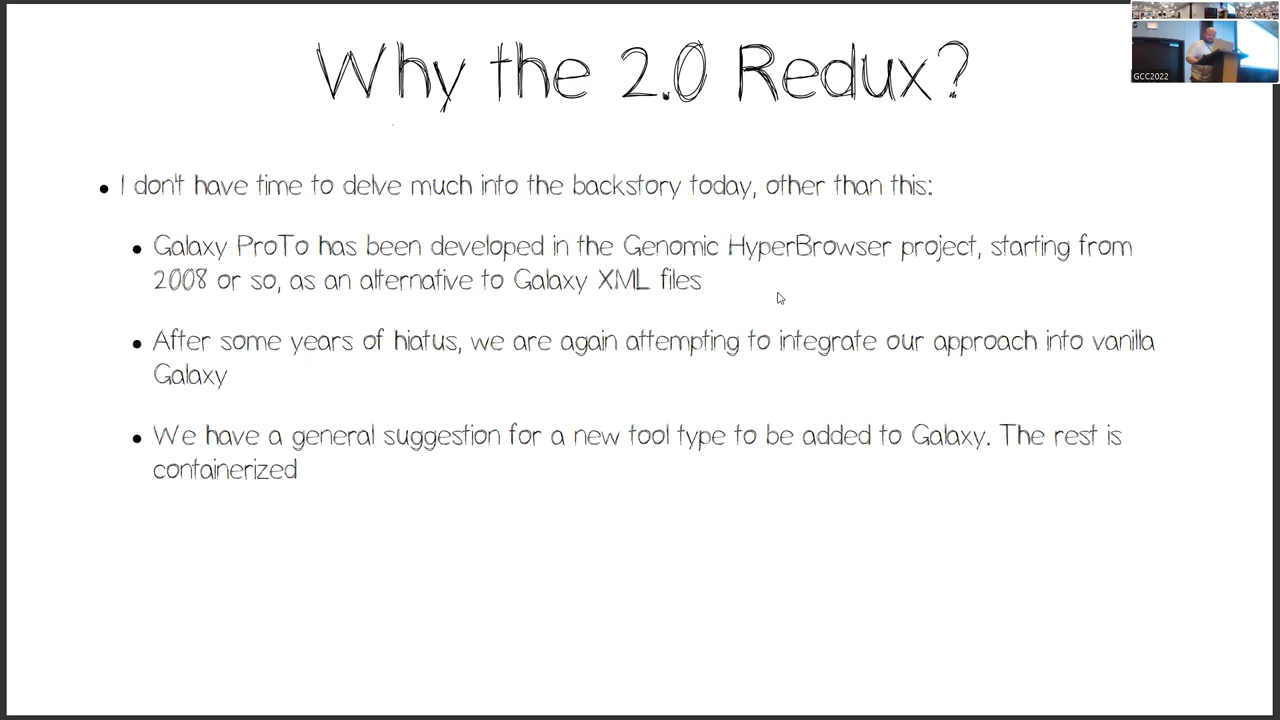 Why the 2.0 Redux?
GCC2022
• I don't have time to delve much into the backstory today, other than this:
• Galaxy ProTo has been developed in the Genomic HyperBrowser project, starting from
2008 or so, as an alternative to Galaxy XML files
• After some years of hiatus, we are again attempting to integrate our approach into vanilla
Galaxy
• We have a general suggestion for a new tool type to be added to Galaxy. The rest is
containerized